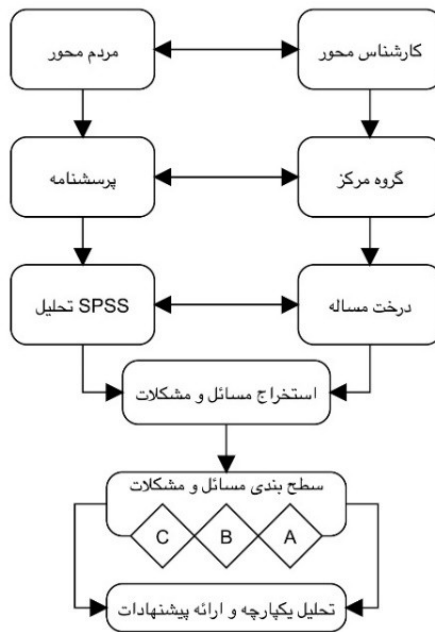 کارشناس محور
مردم محور
گروه مرکز
پرسشنامه
درخت مساله
تحلیل SPSS
استخراج مسائل و مشکلات
سطح بندی مسائل و مشکلات
A
B
C
تحلیل یکپارچه و ارائه پیشنهادات